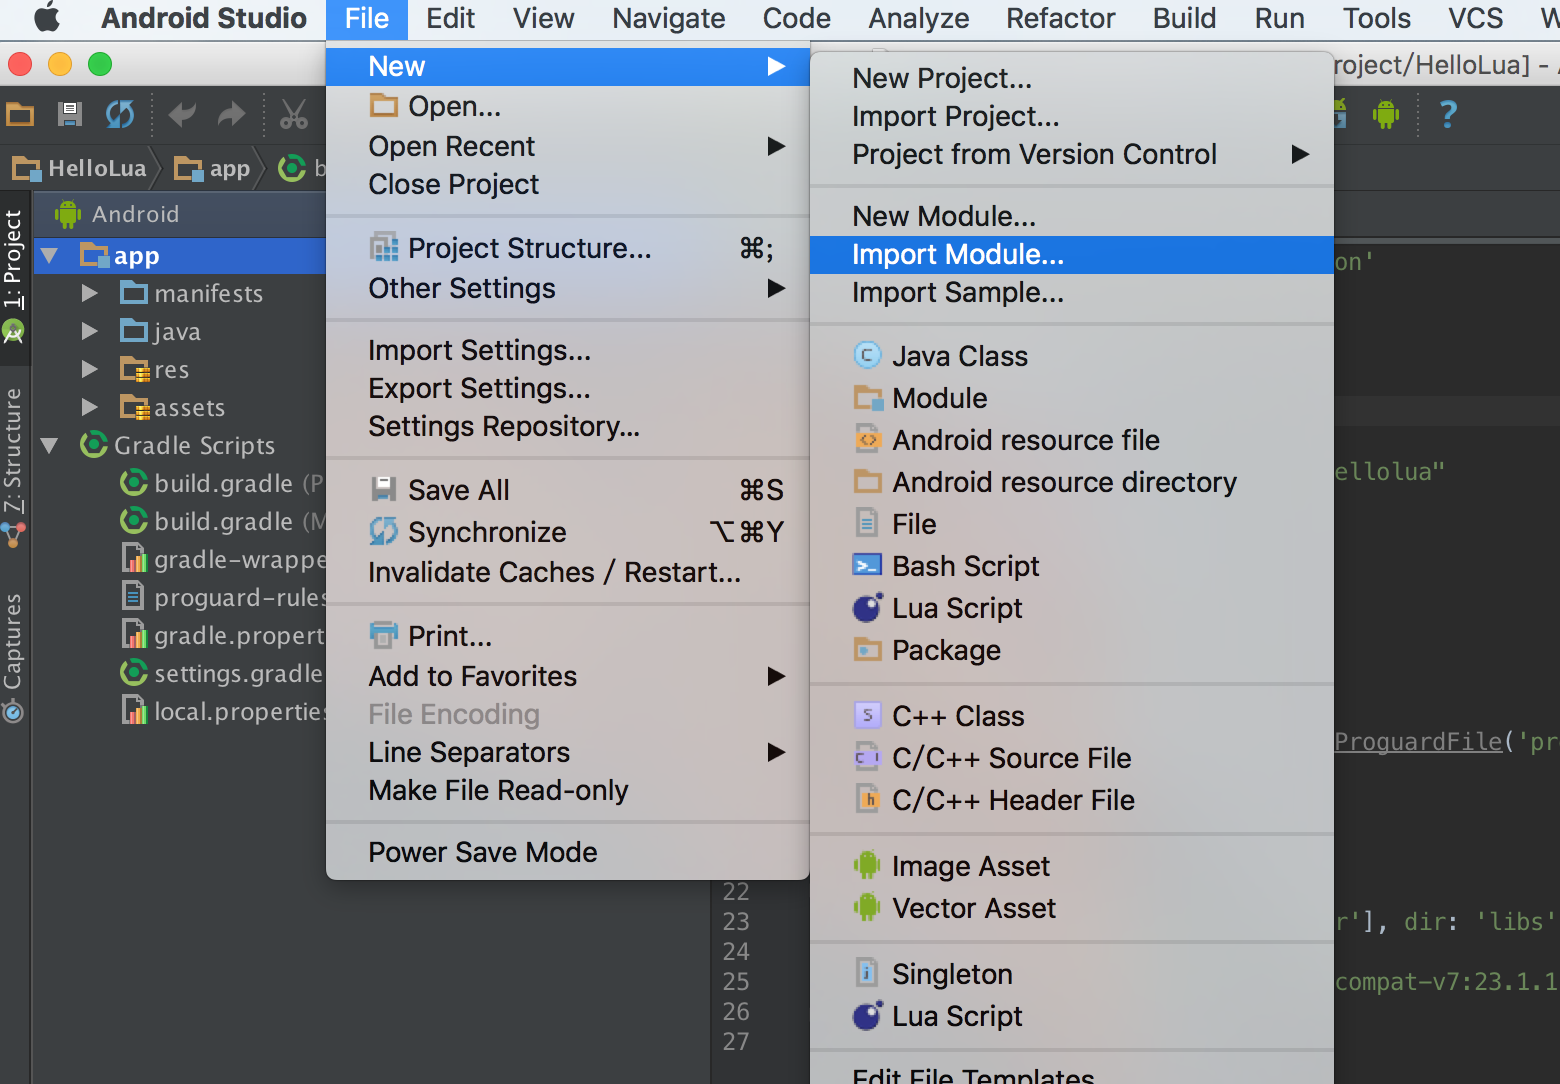 Android Studio File Edit View Navigate Code Analyze Refactor Build Run Tools VCS
roject/HelloLua] -
HelloLua app
1: Project
7: Structure
Captures
Android
app
manifests
java
res
assets
Gradle Scripts
build.gradle (P
build.gradle (M
gradle-wrappe
proguard-rules
gradle.propert
settings.gradle
local.properties
New
Open...
Open Recent
Close Project
Project Structure... ⌘;
Other Settings
Import Settings...
Export Settings...
Settings Repository...
Save All ⌘S
Synchronize ⌥⌘Y
Invalidate Caches / Restart...
Print...
Add to Favorites
File Encoding
Line Separators
Make File Read-only
Power Save Mode
New Project...
Import Project...
Project from Version Control
New Module...
Import Module...
Import Sample...
Java Class
Module
Android resource file
Android resource directory
File
Bash Script
Lua Script
Package
C++ Class
C/C++ Source File
C/C++ Header File
Image Asset
Vector Asset
Singleton
Lua Script
Edit File Templates
on'
ellolua"
ProguardFile('pr
22
23 r'], dir: 'libs'
24
25 compat-v7:23.1.1
26
27